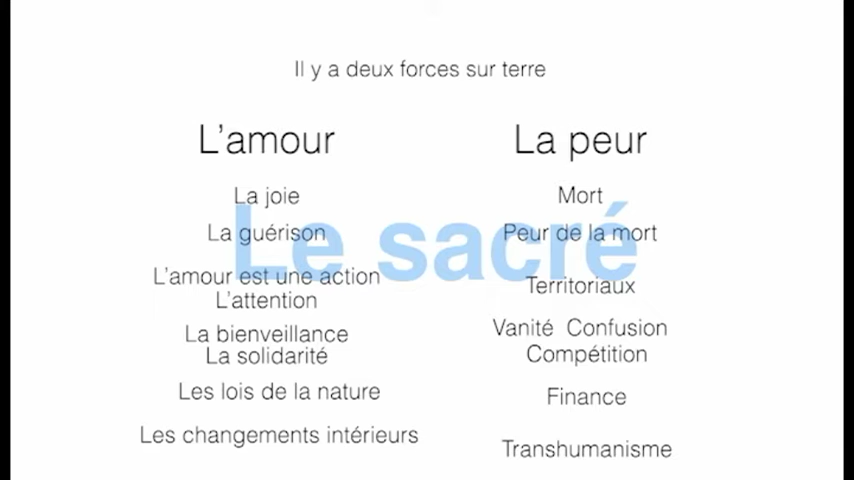 Il y a deux forces sur terre
L'amour
La joie
La guérison
L'amour est une action
L'attention
La bienveillance
La solidarité
Les lois de la nature
Les changements intérieurs
La peur
Mort
Peur de la mort
Territoriaux
Vanité Confusion
Compétition
Finance
Transhumanisme
Le sacré